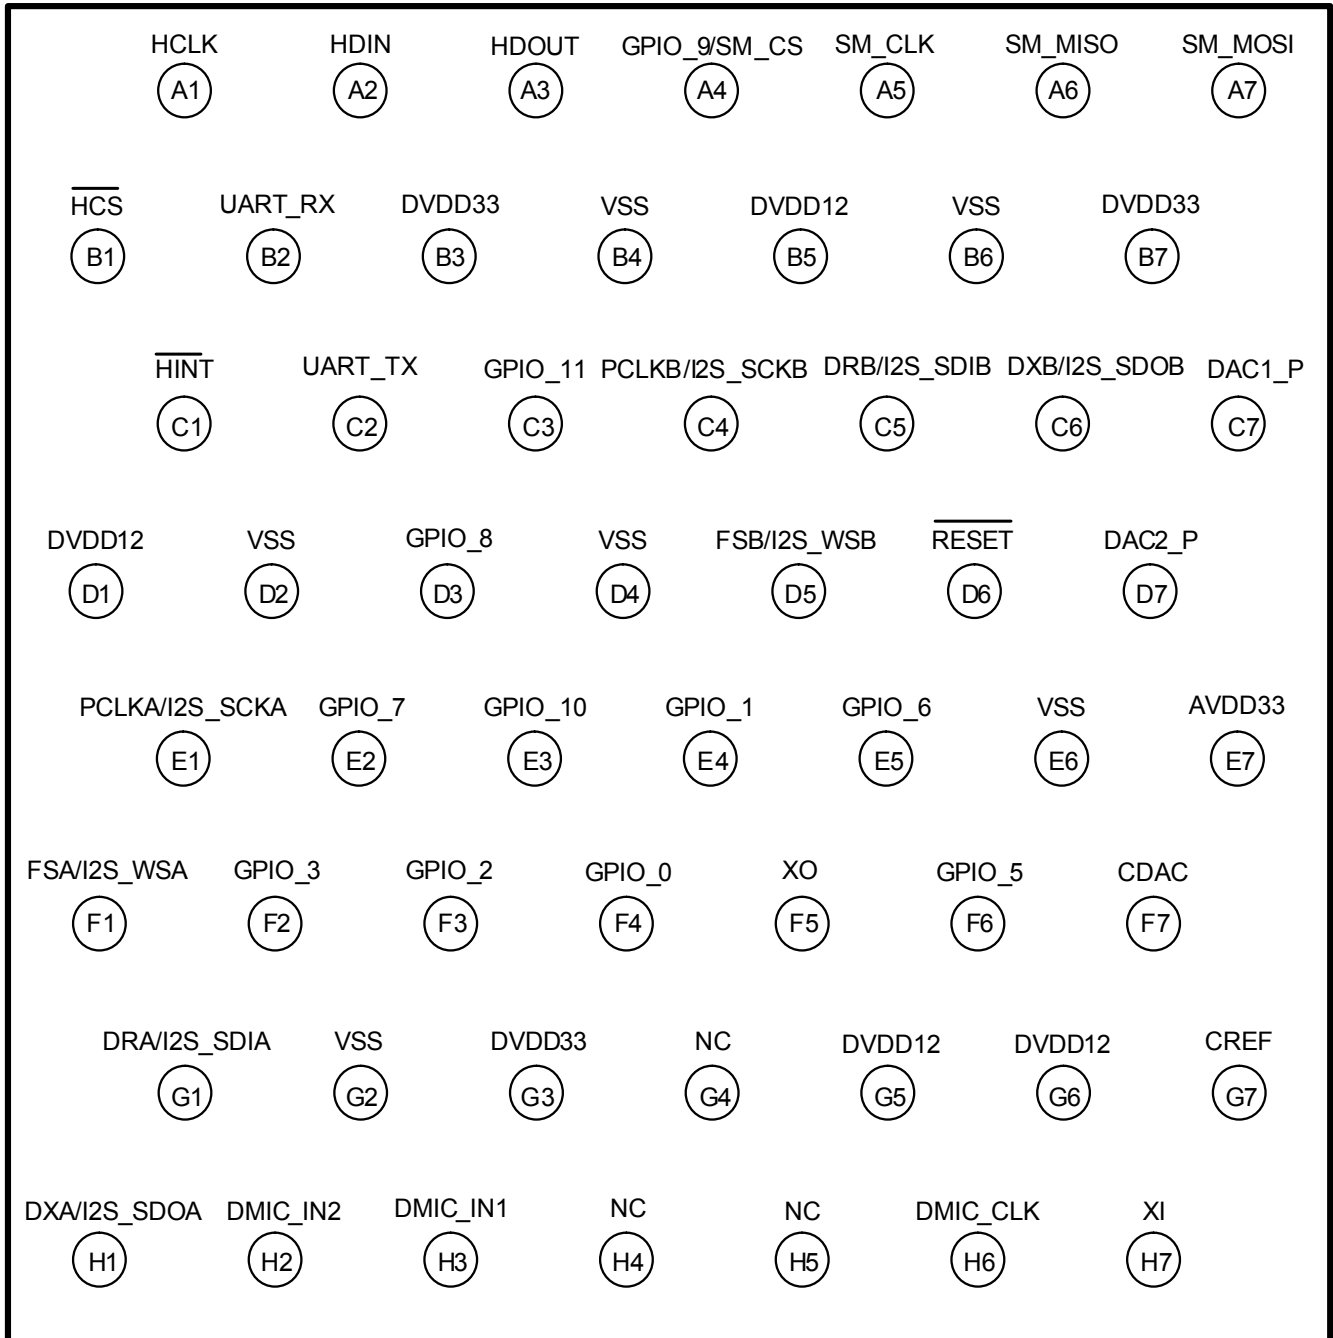 HCLK HDIN HDOUT GPIO_9/SM_CS SM_CLK SM_MISO SM_MOSI
A1 A2 A3 A4 A5 A6 A7
HCS UART_RX DVDD33 VSS DVDD12 VSS DVDD33
B1 B2 B3 B4 B5 B6 B7
HINT UART_TX GPIO_11 PCLKB/I2S_SCKB DRB/I2S_SDIB DXB/I2S_SDOB DAC1_P
C1 C2 C3 C4 C5 C6 C7
DVDD12 VSS GPIO_8 VSS FSB/I2S_WSB RESET DAC2_P
D1 D2 D3 D4 D5 D6 D7
PCLKA/I2S_SCKA GPIO_7 GPIO_10 GPIO_1 GPIO_6 VSS AVDD33
E1 E2 E3 E4 E5 E6 E7
FSA/I2S_WSA GPIO_3 GPIO_2 GPIO_0 XO GPIO_5 CDAC
F1 F2 F3 F4 F5 F6 F7
DRA/I2S_SDIA VSS DVDD33 NC DVDD12 DVDD12 CREF
G1 G2 G3 G4 G5 G6 G7
DXA/I2S_SDOA DMIC_IN2 DMIC_IN1 NC NC DMIC_CLK XI
H1 H2 H3 H4 H5 H6 H7